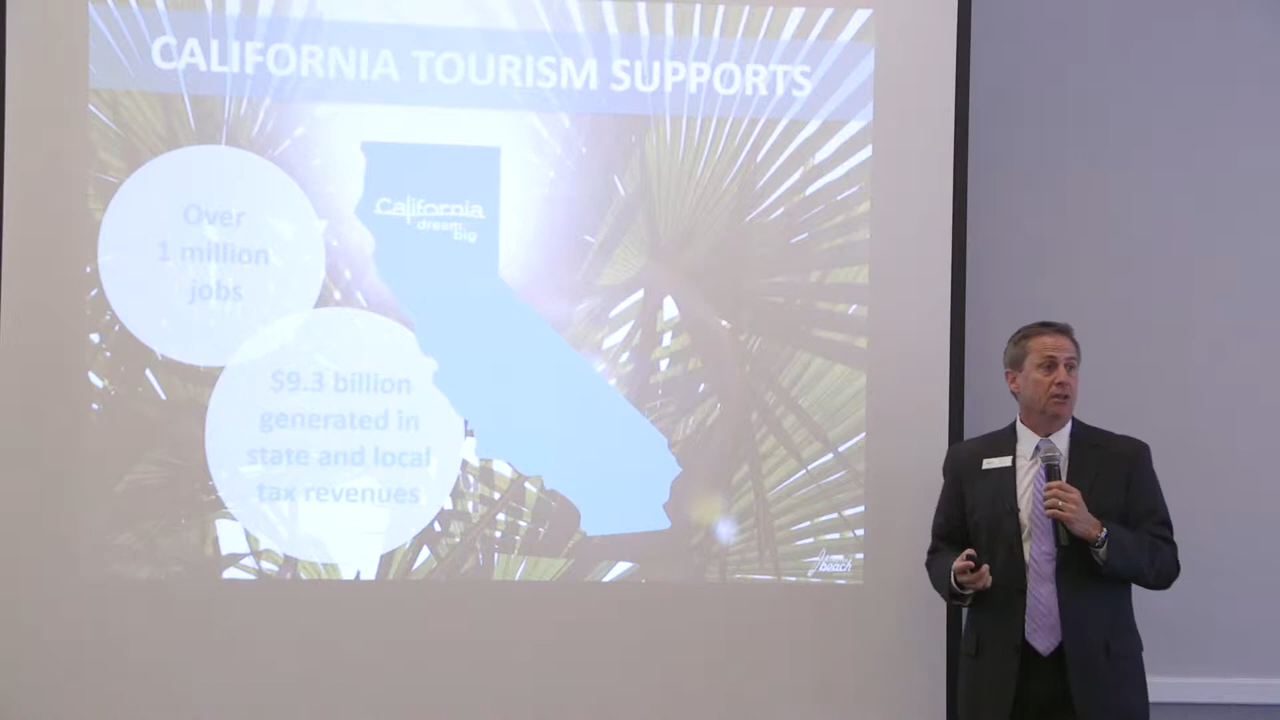 CALIFORNIA TOURISM SUPPORTS
California
dream
big
Over
1 million
jobs
$9.3 billion
generated in
state and local
tax revenues
beach